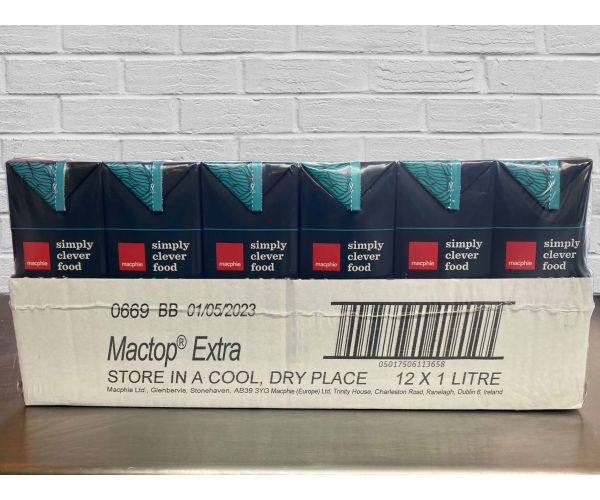 macphie
simply
clever
food
macphie
simply
clever
food
macphie
simply
clever
food
macphie
simply
clever
food
macphie
simply
clever
food
macphie
simply
clever
food
0669 BB 01/05/2023
Mactop® Extra
05017506113658
STORE IN A COOL, DRY PLACE 12 X 1 LITRE
Macphie Ltd., Glenbervie, Stonehaven, AB39 3YG Macphie (Europe) Ltd, Trinity House, Charleston Road, Ranelagh, Dublin 6, Ireland